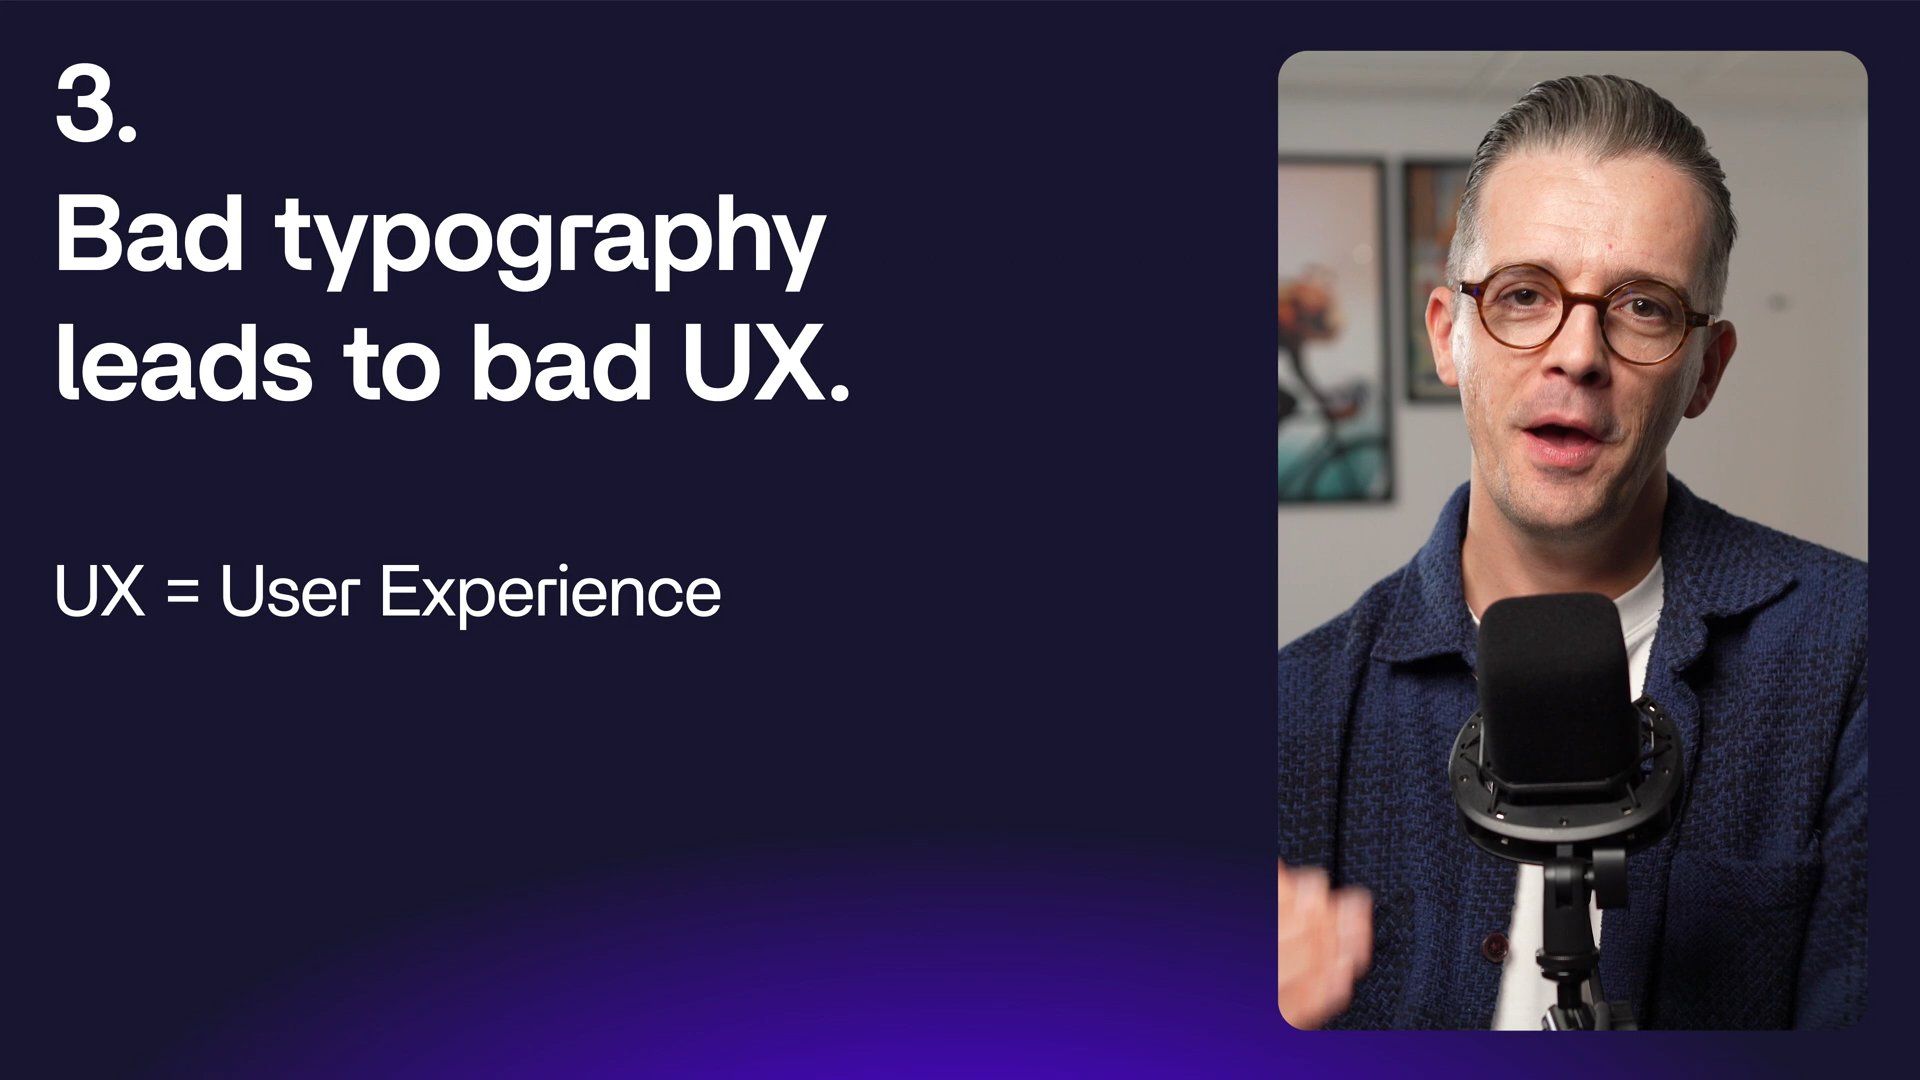 3.
Bad typography
leads to bad UX.
UX = User Experience